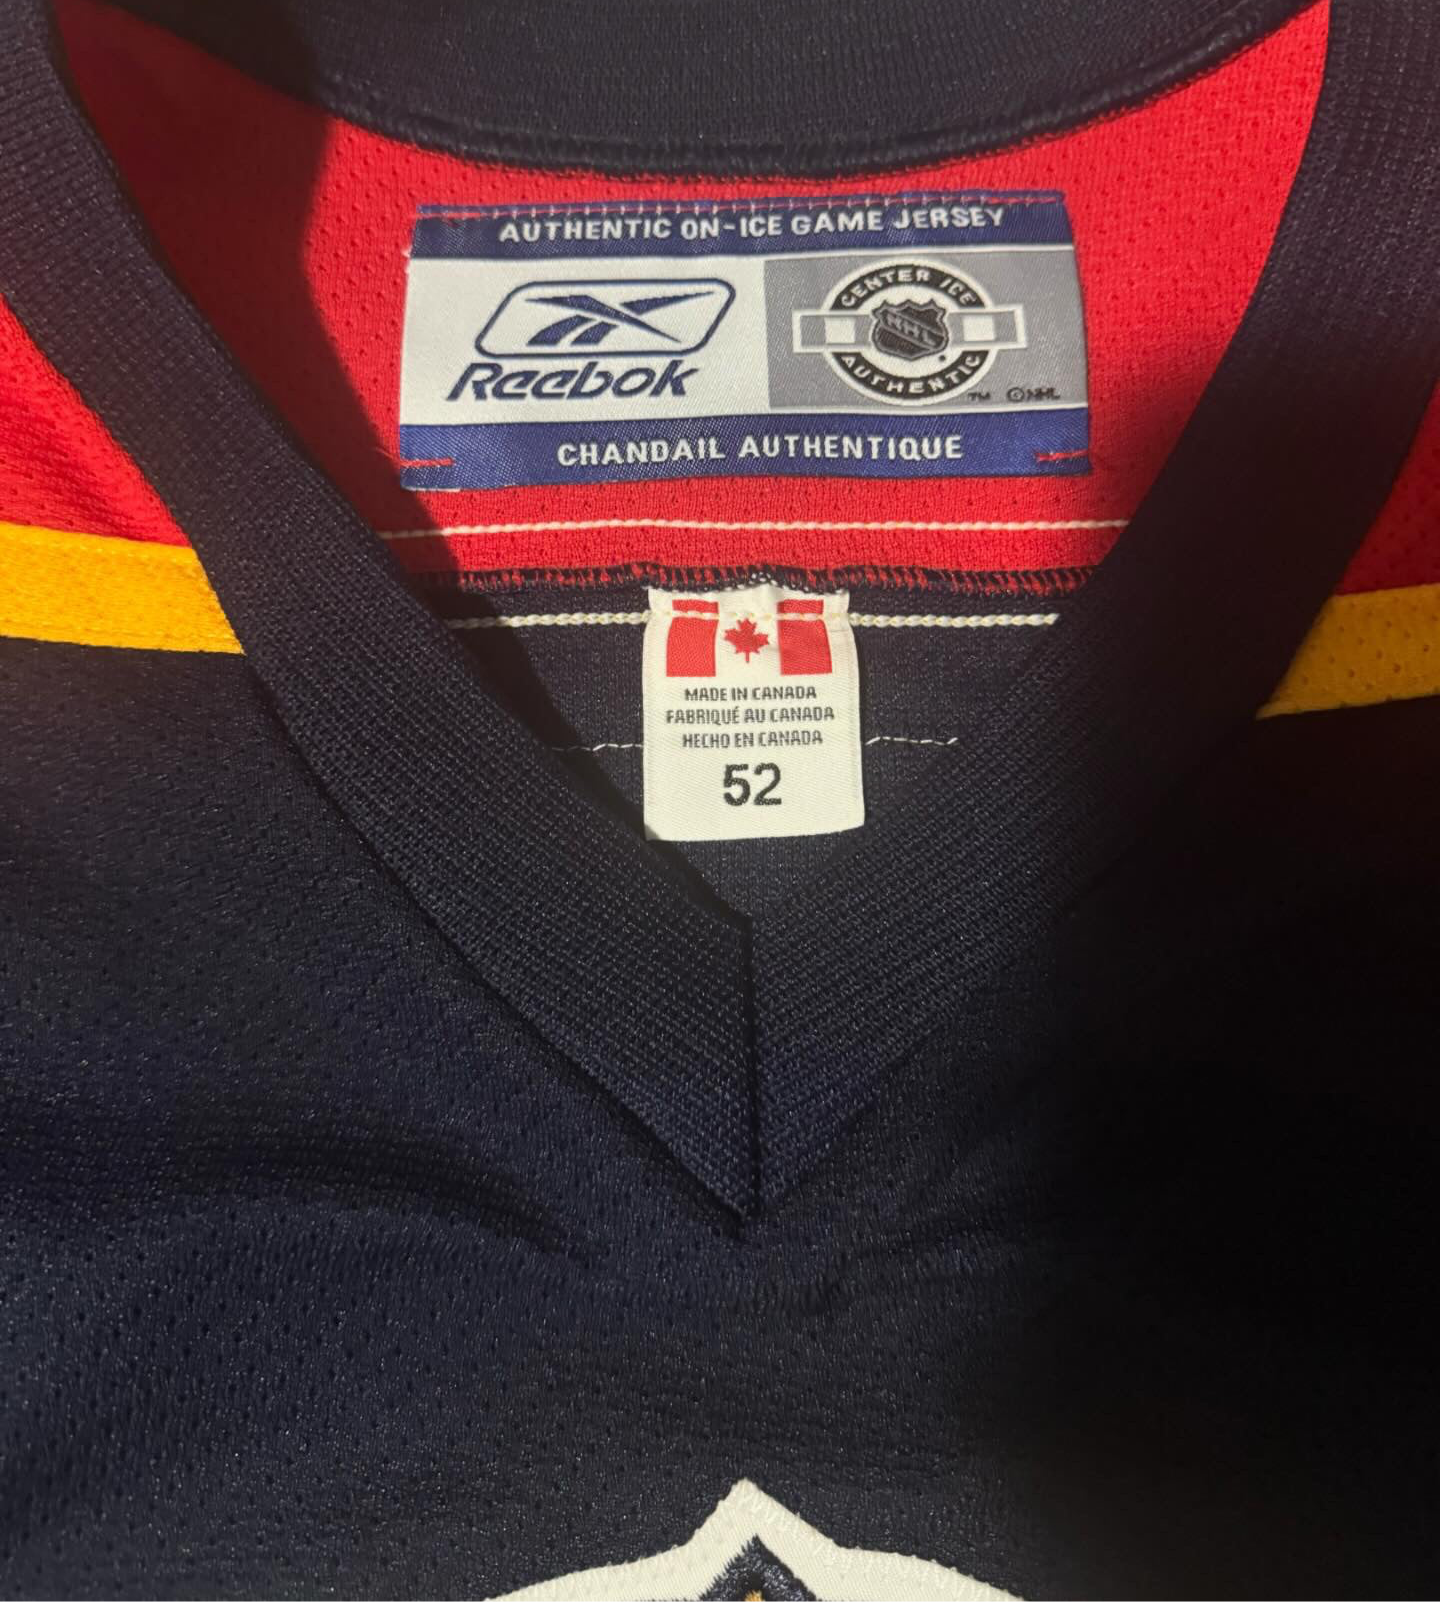 AUTHENTIC ON-ICE GAME JERSEY
Reebok
CENTER ICE
NHL
AUTHENTIC
™ ©NHL
CHANDAIL AUTHENTIQUE
MADE IN CANADA
FABRIQUÉ AU CANADA
HECHO EN CANADA
52